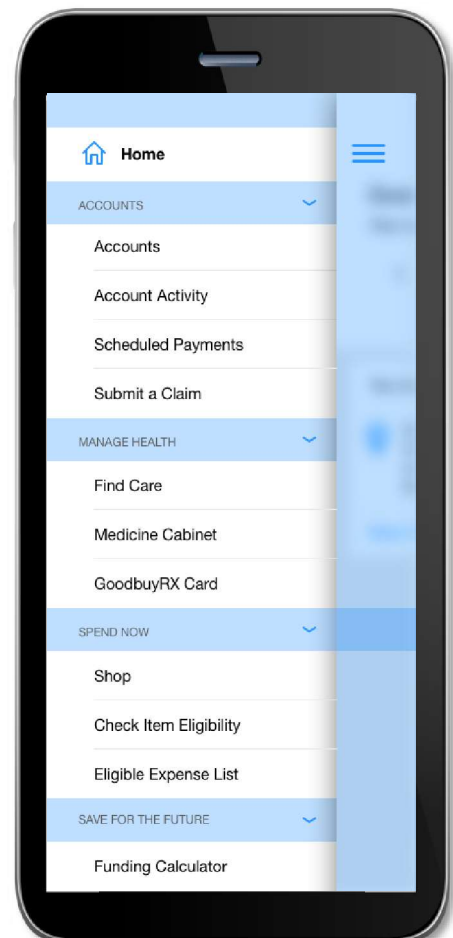 Home
ACCOUNTS
Accounts
Account Activity
Scheduled Payments
Submit a Claim
MANAGE HEALTH
Find Care
Medicine Cabinet
GoodbuyRX Card
SPEND NOW
Shop
Check Item Eligibility
Eligible Expense List
SAVE FOR THE FUTURE
Funding Calculator